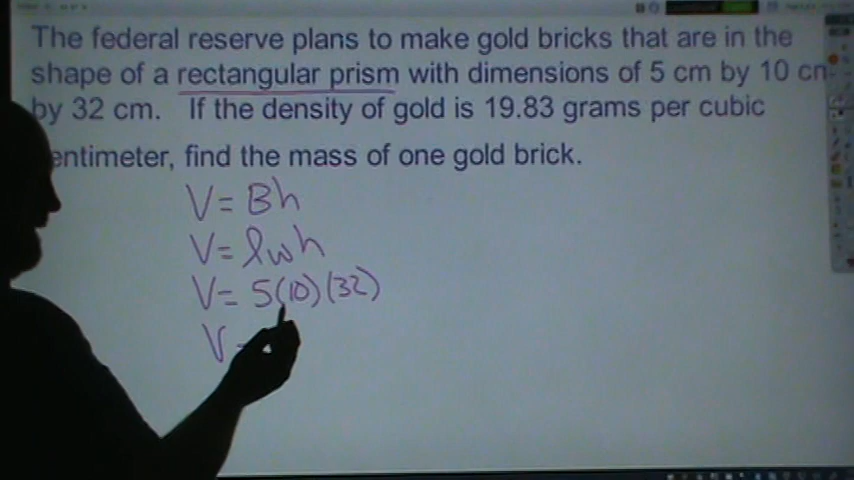 The federal reserve plans to make gold bricks that are in the
shape of a rectangular prism with dimensions of 5 cm by 10 cm
by 32 cm. If the density of gold is 19.83 grams per cubic
entimeter, find the mass of one gold brick.
V = Bh
V = lwh
V = 5(10)(32)
V =